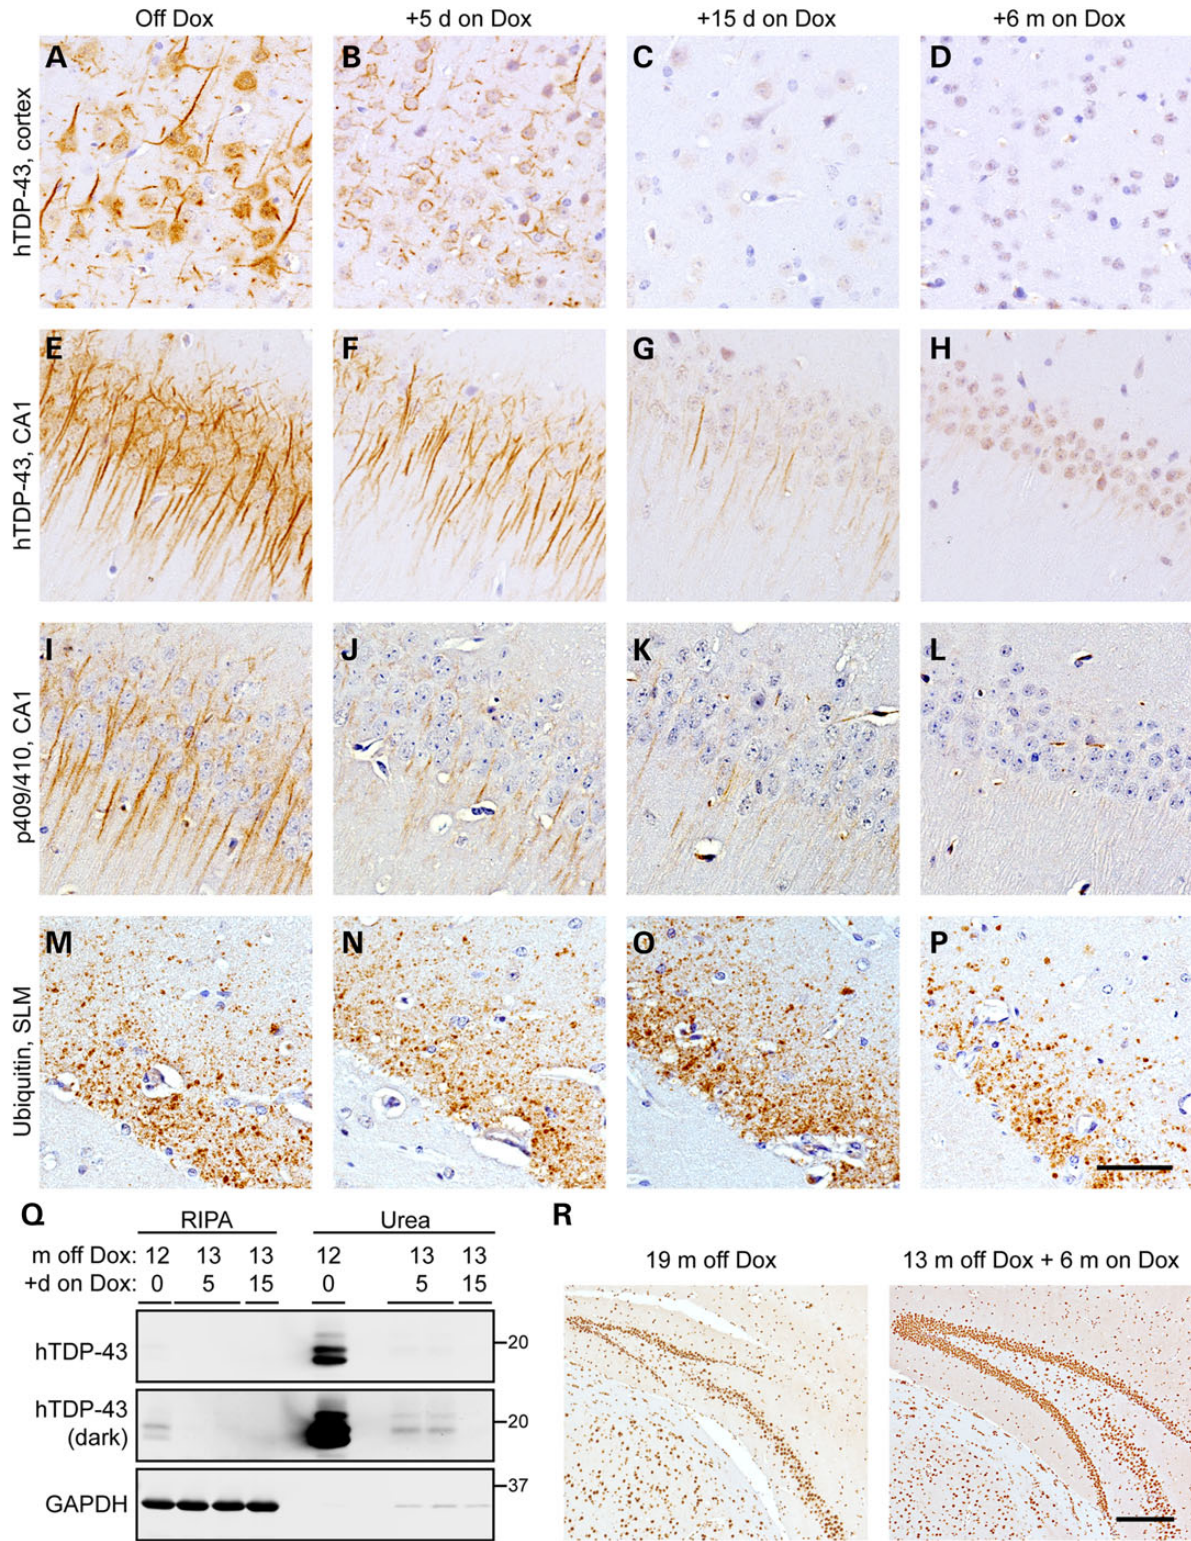 Off Dox +5 d on Dox +15 d on Dox +6 m on Dox
hTDP-43, cortex
A B C D
hTDP-43, CA1
E F G H
p409/410, CA1
I J K L
Ubiquitin, SLM
M N O P
Q R
RIPA Urea
m off Dox: 12 13 13 12 13 13
+d on Dox: 0 5 15 0 5 15
hTDP-43 20
hTDP-43 20
(dark)
37
GAPDH
19 m off Dox 13 m off Dox + 6 m on Dox